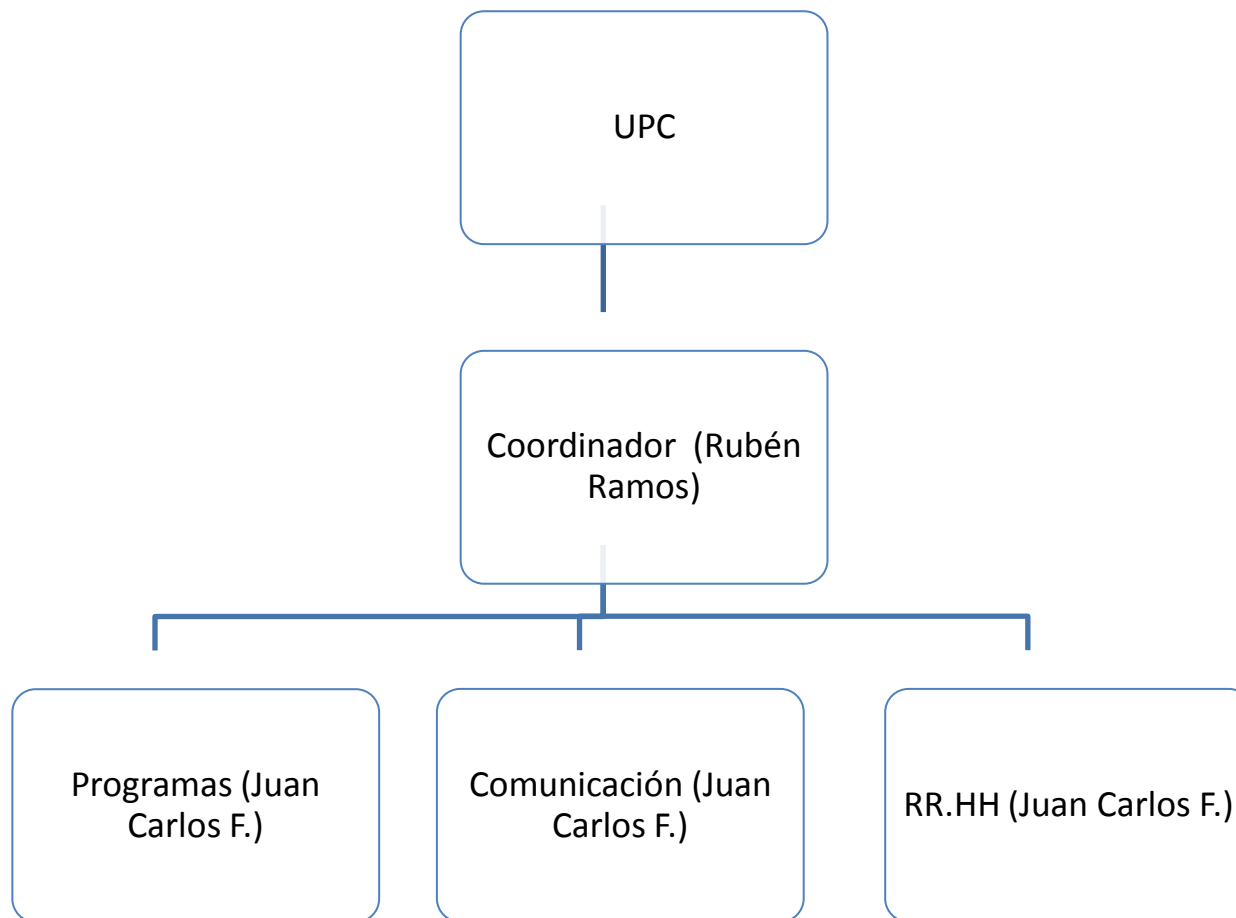 UPC
Coordinador (Rubén
Ramos)
Programas (Juan
Carlos F.)
Comunicación (Juan
Carlos F.)
RR.HH (Juan Carlos F.)